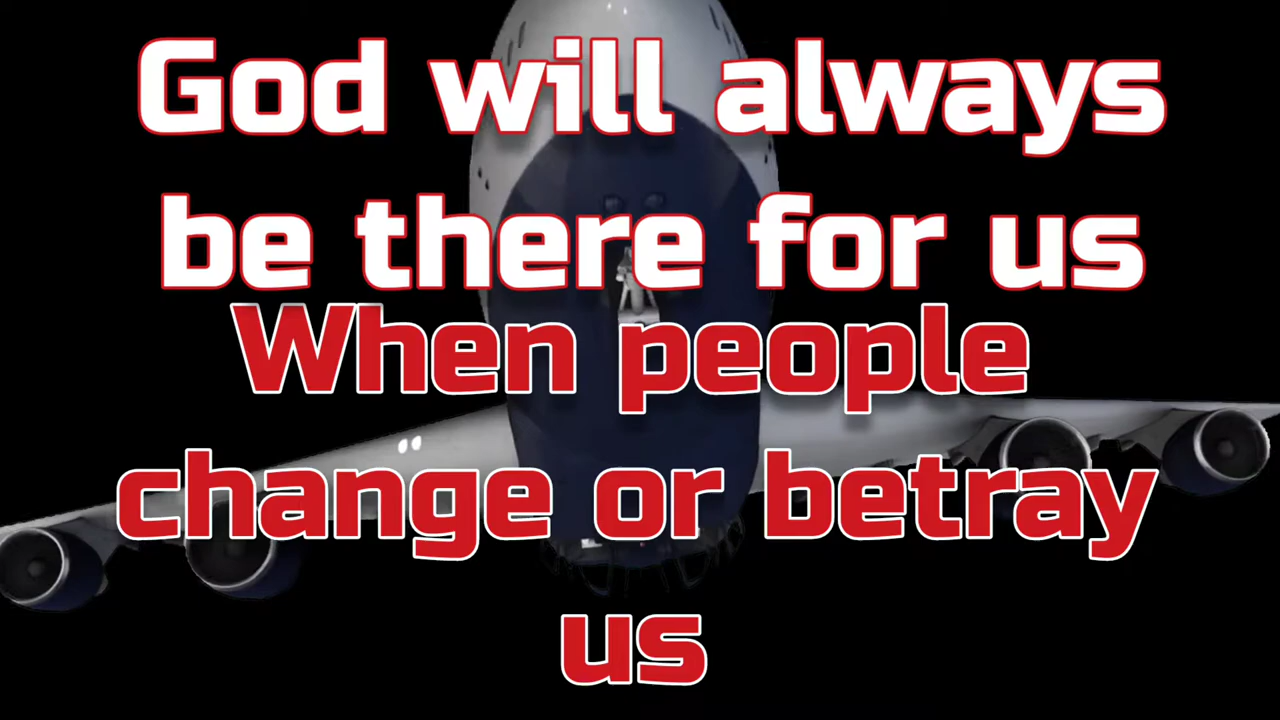 God will always
be there for us
When people
change or betray
us